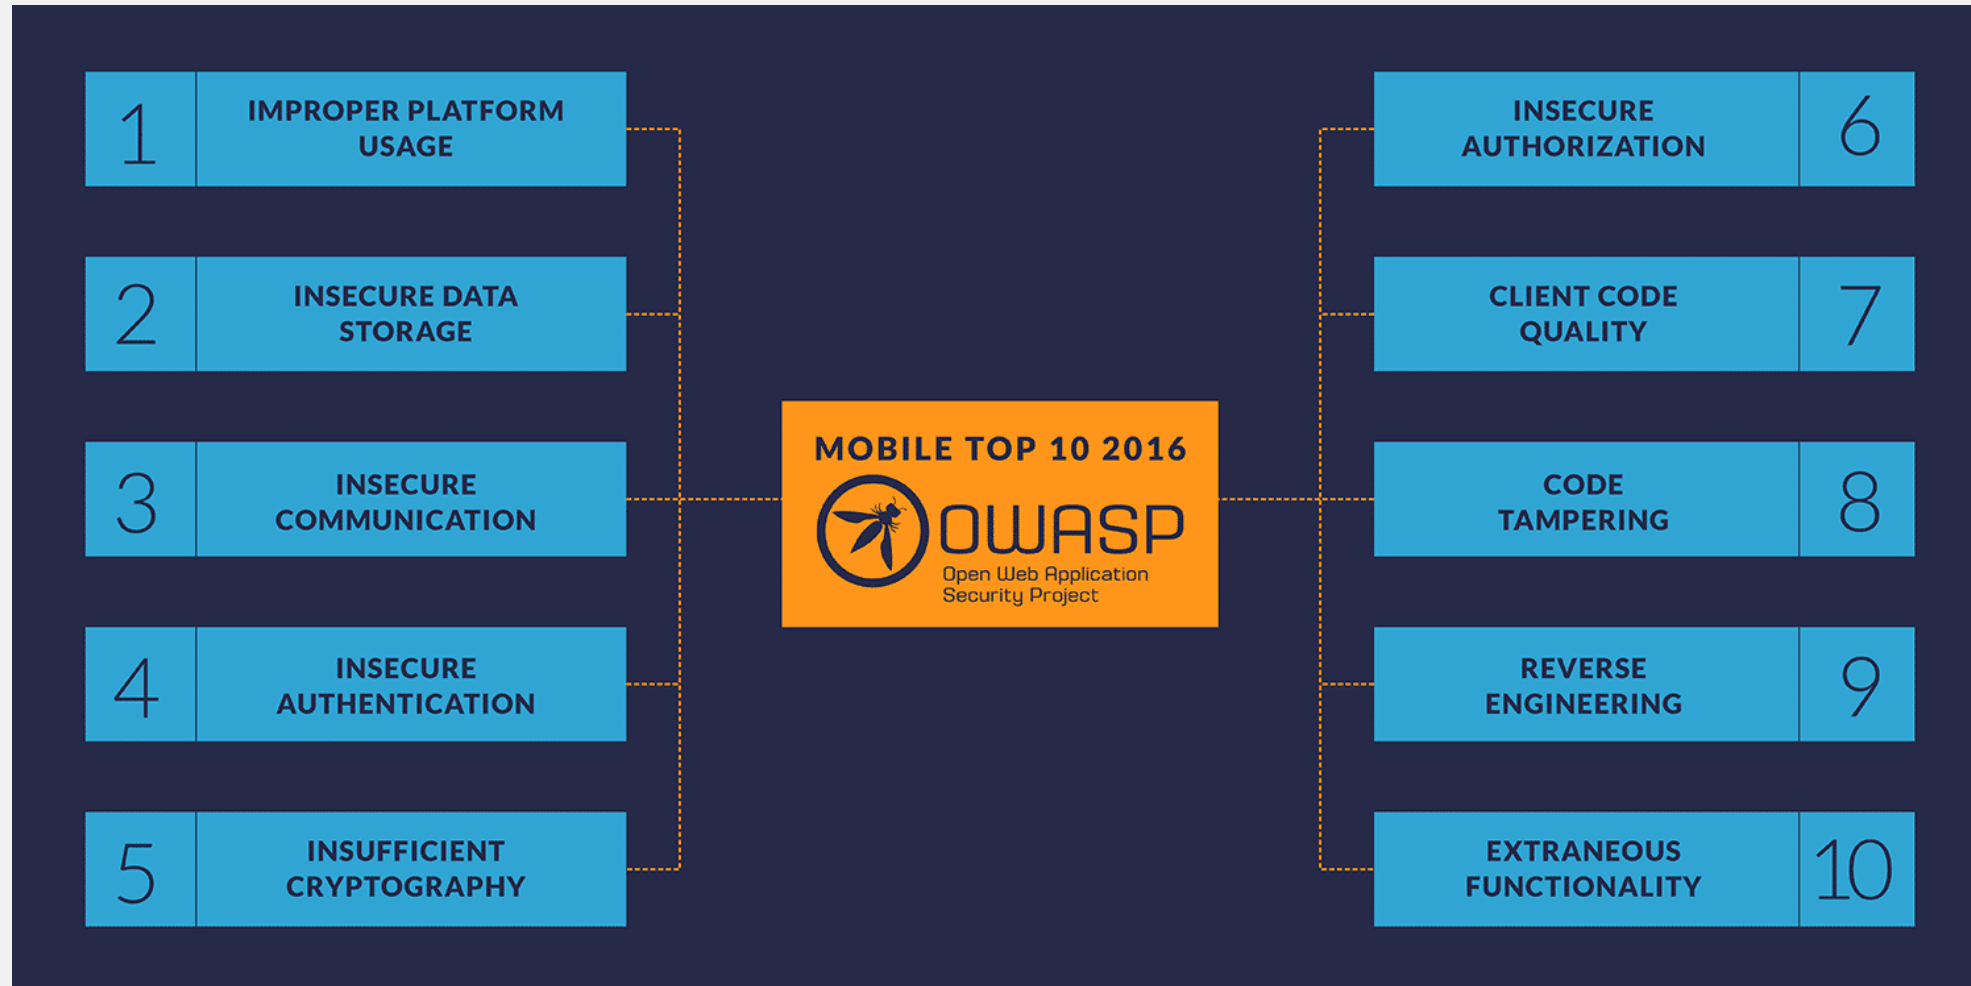 1
IMPROPER PLATFORM
USAGE
2
INSECURE DATA
STORAGE
3
INSECURE
COMMUNICATION
4
INSECURE
AUTHENTICATION
5
INSUFFICIENT
CRYPTOGRAPHY
MOBILE TOP 10 2016
OWASP
Open Web Application
Security Project
INSECURE
AUTHORIZATION
6
CLIENT CODE
QUALITY
7
CODE
TAMPERING
8
REVERSE
ENGINEERING
9
EXTRANEOUS
FUNCTIONALITY
10